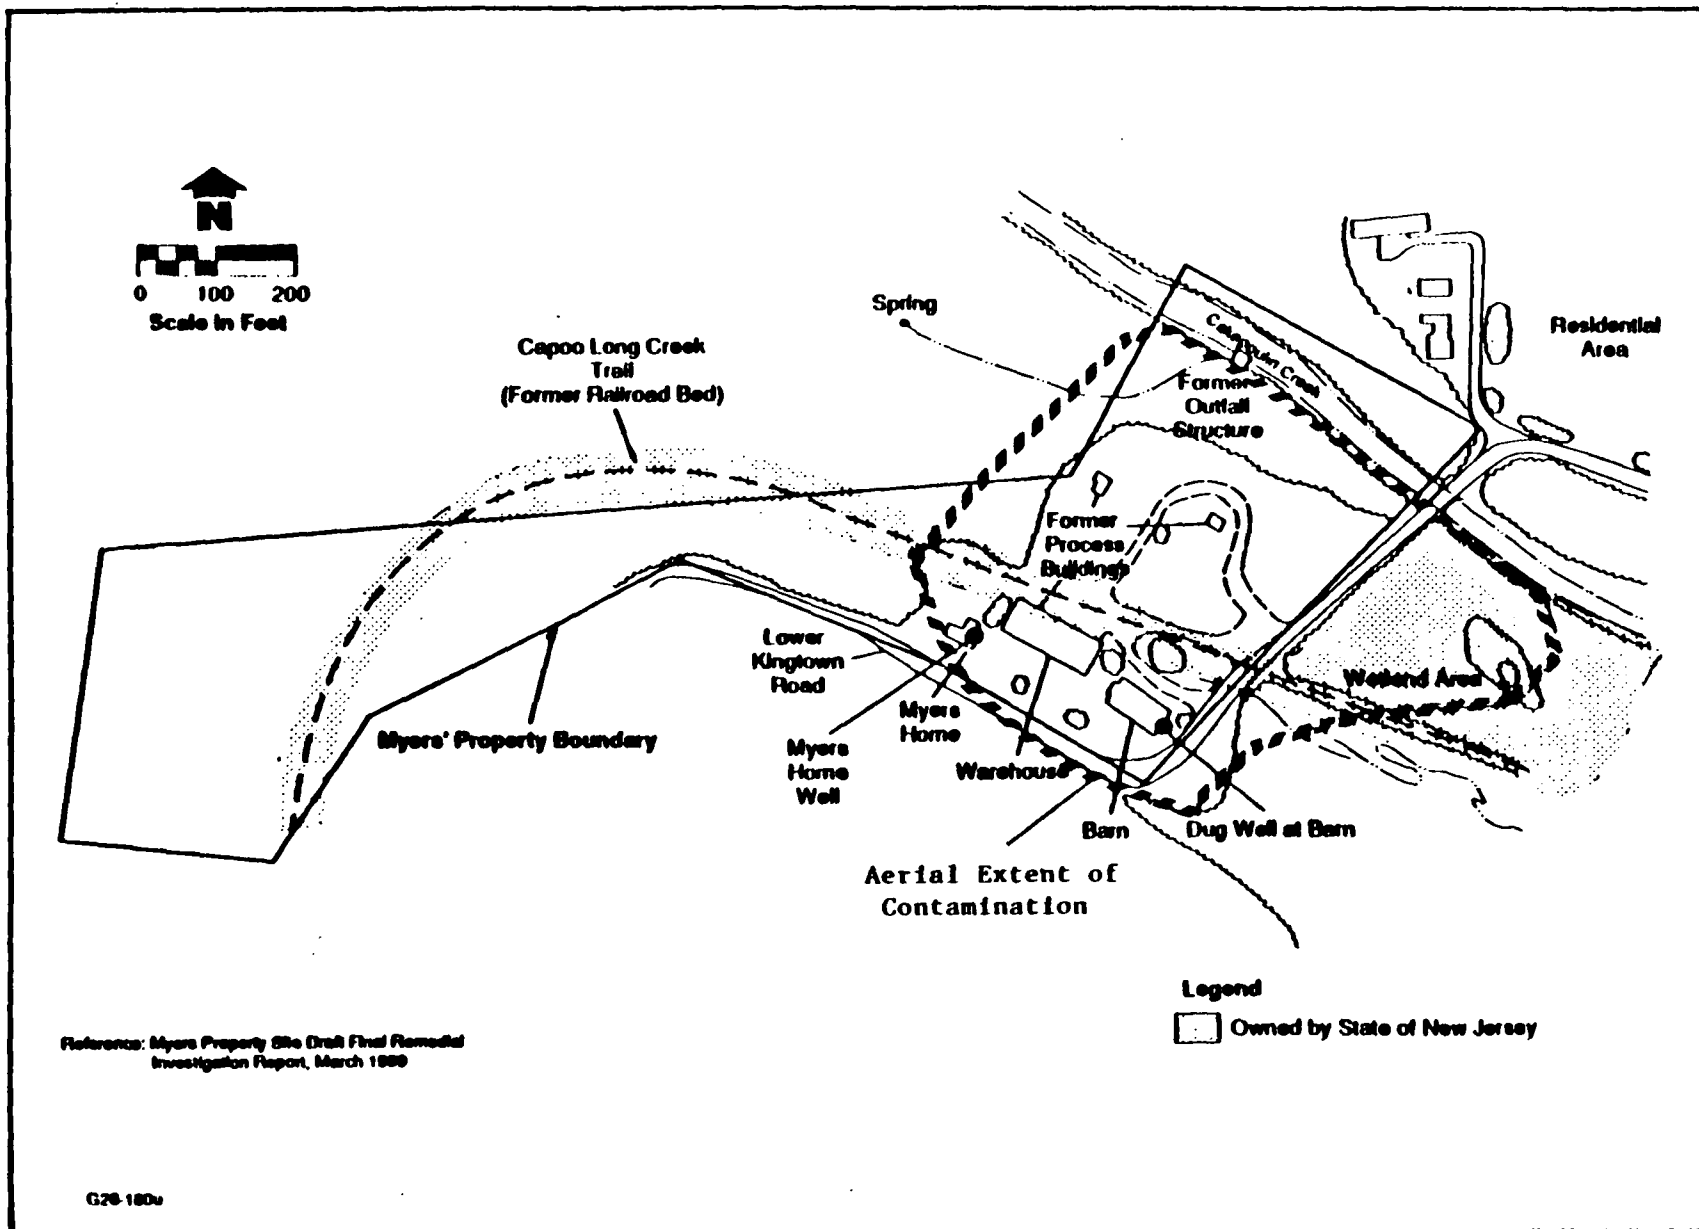 N
0 100 200
Scale in Feet
Capoo Long Creek
Trail
(Former Railroad Bed)
Spring
Creek
Former
Outfall
Structure
Residential
Area
Former
Process
Buildings
Lower
Kingtown
Road
Wetland Area
Myers' Property Boundary
Myers
Home
Well
Myers
Home
Warehouse
Barn
Dug Well at Barn
Aerial Extent of
Contamination
Legend
Owned by State of New Jersey
Reference: Myers Property Site Draft Final Remedial
Investigation Report, March